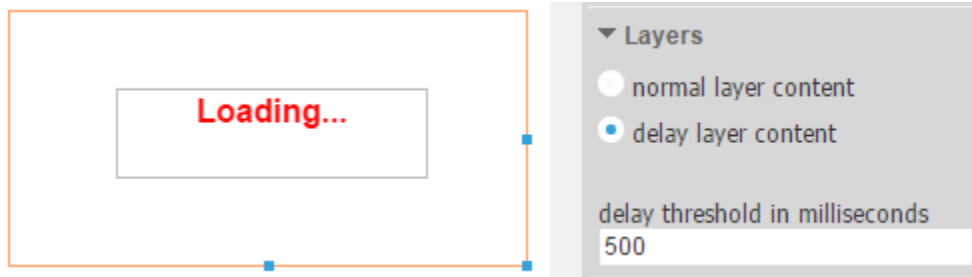 Loading...
Layers
normal layer content
delay layer content
delay threshold in milliseconds
500